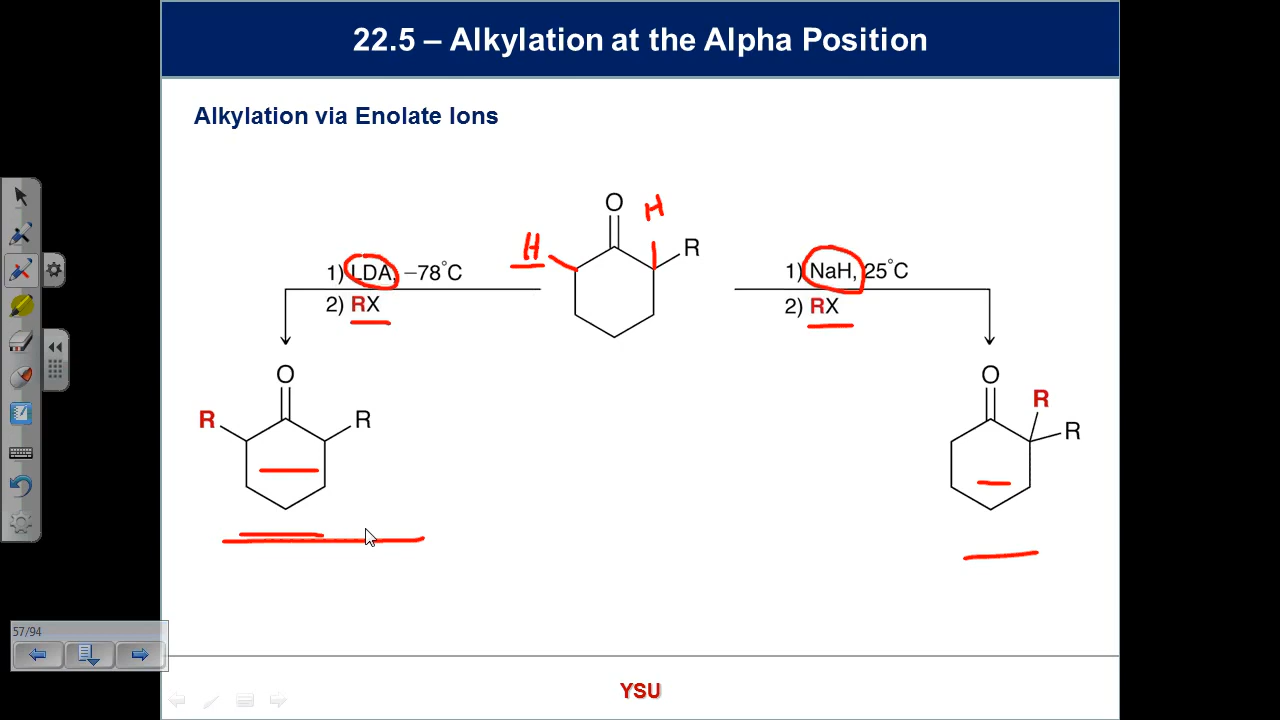 22.5 – Alkylation at the Alpha Position
Alkylation via Enolate Ions
O
H
H
R
1) LDA, –78°C
2) RX
1) NaH, 25°C
2) RX
O
R
R
O
R
R
57/94
YSU